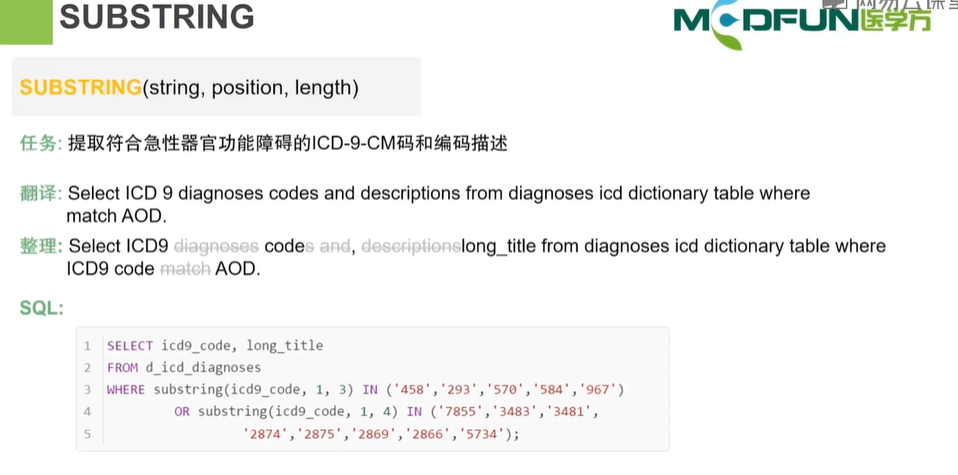 SUBSTRING
MEDFUN医学方
SUBSTRING(string, position, length)
任务: 提取符合急性器官功能障碍的ICD-9-CM码和编码描述
翻译: Select ICD 9 diagnoses codes and descriptions from diagnoses icd dictionary table where
match AOD.
整理: Select ICD9 diagnoses codes and, descriptionslong_title from diagnoses icd dictionary table where
ICD9 code match AOD.
SQL:
1 SELECT icd9_code, long_title
2 FROM d_icd_diagnoses
3 WHERE substring(icd9_code, 1, 3) IN ('458','293','570','584','967')
4 OR substring(icd9_code, 1, 4) IN ('7855','3483','3481',
5 '2874','2875','2869','2866','5734');